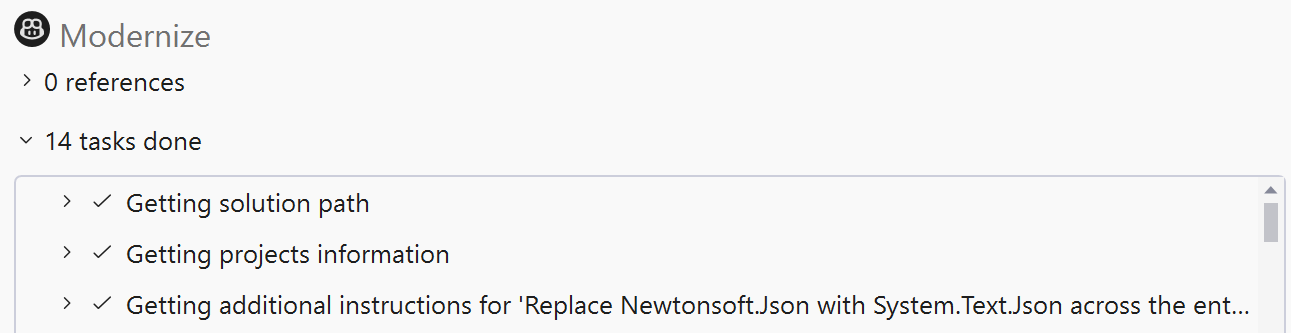 Modernize
0 references
14 tasks done
Getting solution path
Getting projects information
Getting additional instructions for 'Replace Newtonsoft.Json with System.Text.Json across the ent...